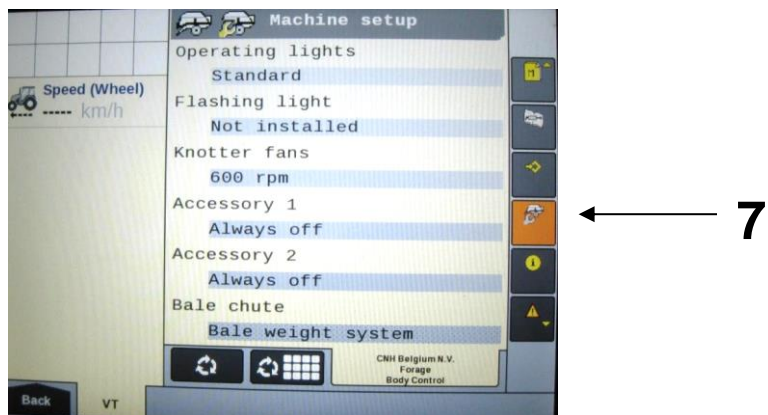 Machine setup
Operating lights
Standard
Speed (Wheel)
----- km/h
Flashing light
Not installed
Knotter fans
600 rpm
Accessory 1
Always off
Accessory 2
Always off
Bale chute
Bale weight system
CNH Belgium N.V.
Forage
Body Control
Back
VT
7